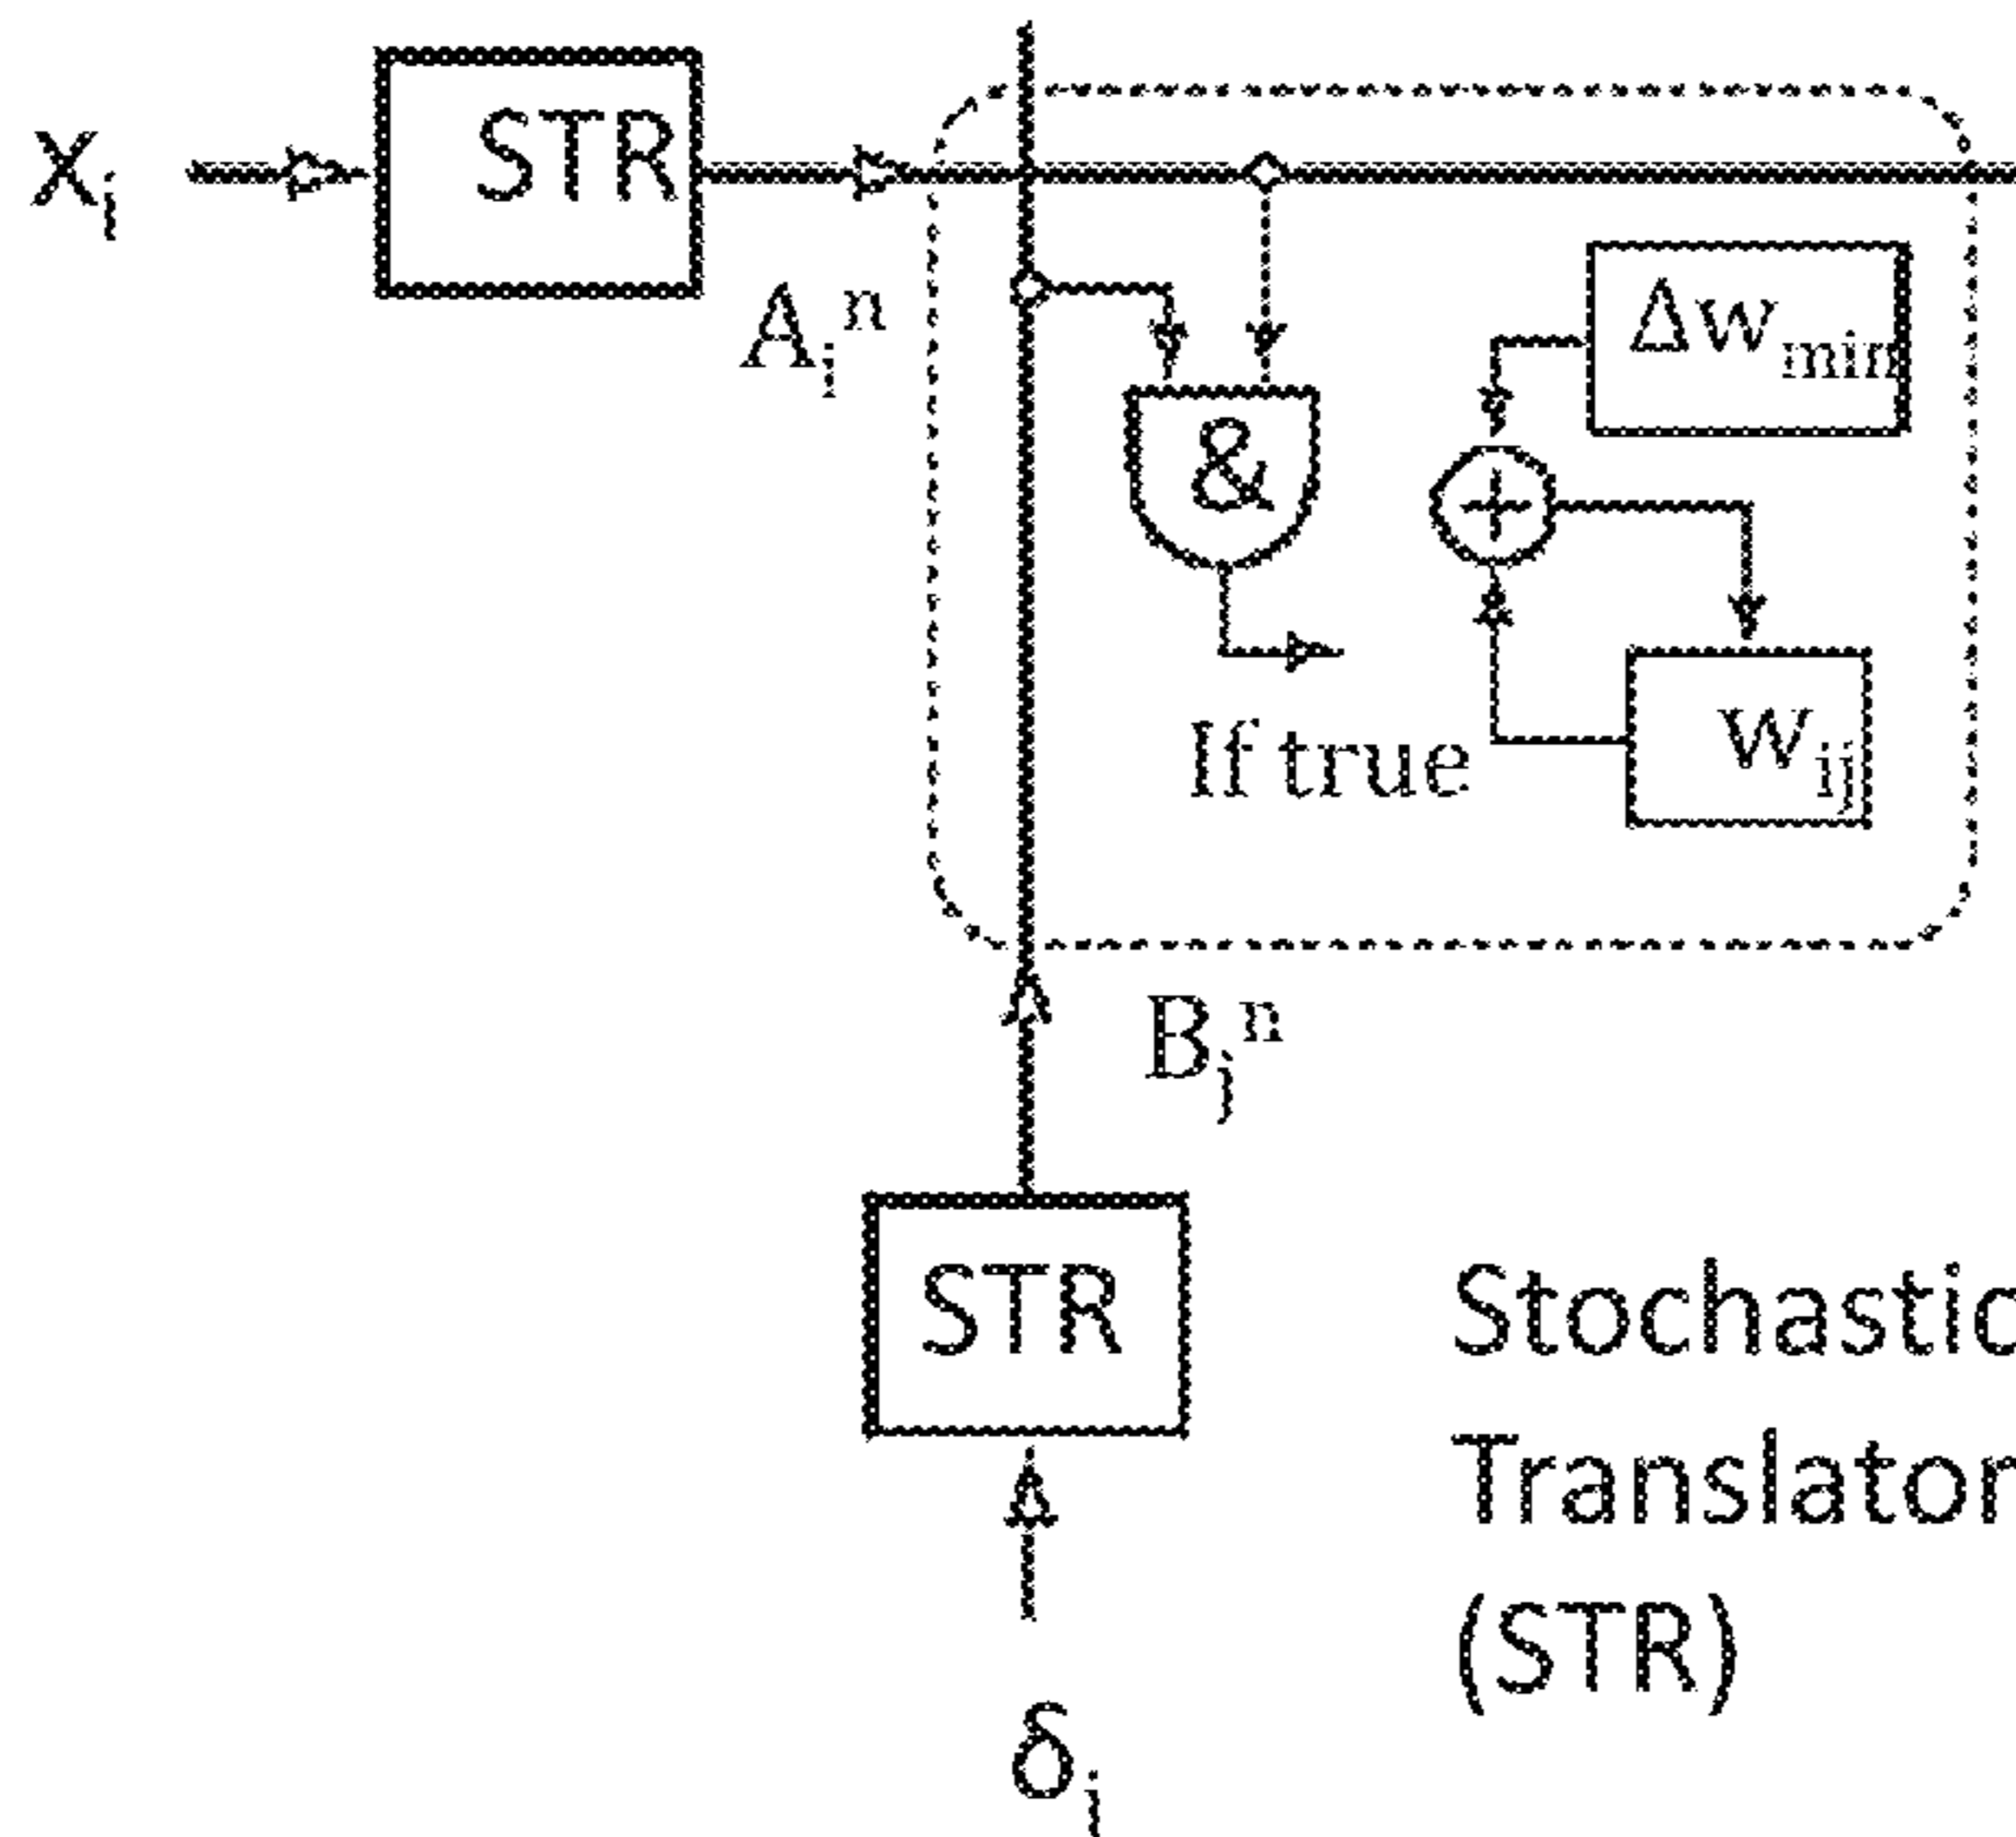 Xᵢ
STR
Aᵢⁿ
Δwₘᵢₙ
&
+
If true
wᵢⱼ
Bⱼⁿ
STR
Stochastic
Translator
(STR)
δⱼ